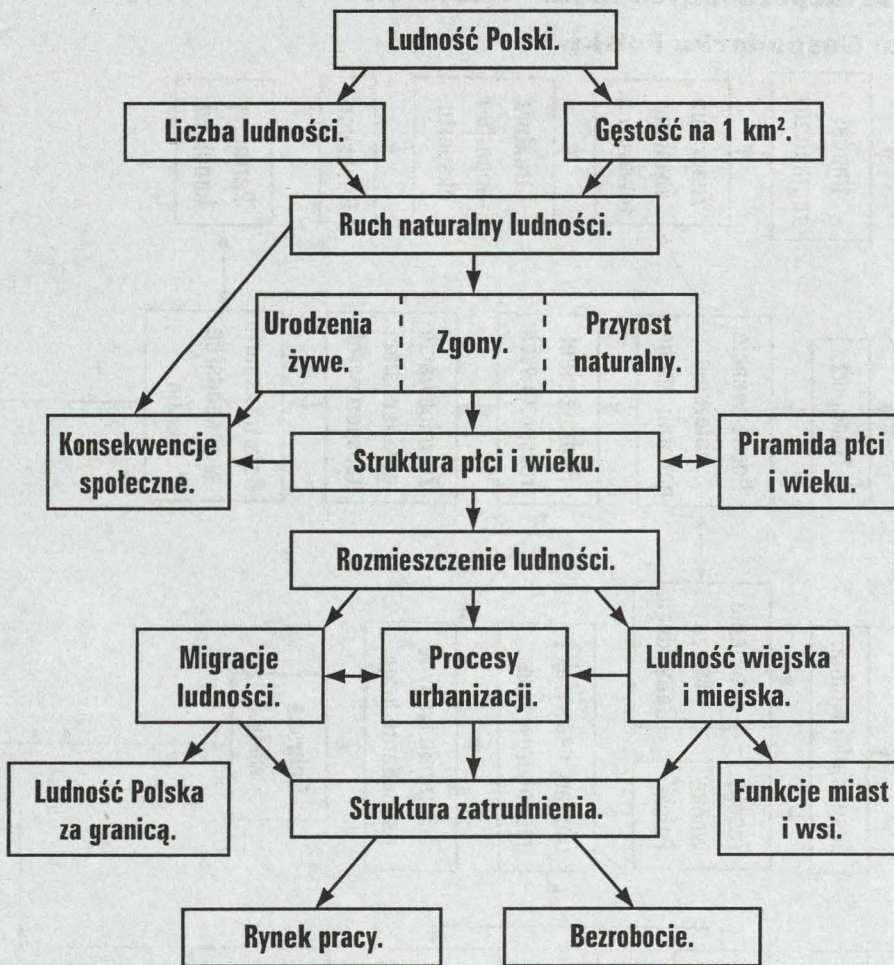 Ludność Polski.
Liczba ludności.
Gęstość na 1 km².
Ruch naturalny ludności.
Urodzenia
żywe.
Zgony.
Przyrost
naturalny.
Konsekwencje
społeczne.
Struktura płci i wieku.
Piramida płci
i wieku.
Rozmieszczenie ludności.
Migracje
ludności.
Procesy
urbanizacji.
Ludność wiejska
i miejska.
Ludność Polska
za granicą.
Struktura zatrudnienia.
Funkcje miast
i wsi.
Rynek pracy.
Bezrobocie.